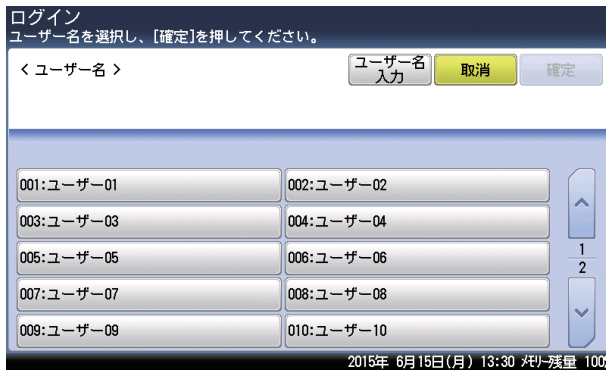 ログイン
ユーザー名を選択し、[確定]を押してください。
<ユーザー名>
ユーザー名
入力
取消
確定
001:ユーザー01
002:ユーザー02
003:ユーザー03
004:ユーザー04
005:ユーザー05
006:ユーザー06
007:ユーザー07
008:ユーザー08
009:ユーザー09
010:ユーザー10
1
2
2015年 6月15日(月) 13:30 メモリー残量 100%